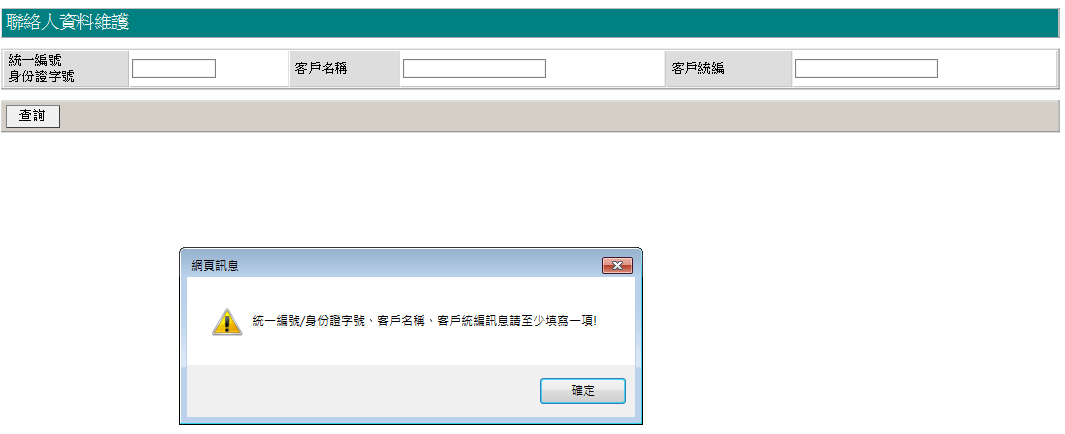 聯絡人資料維護
統一編號
身份證字號
客戶名稱
客戶統編
查詢
網頁訊息
統一編號/身份證字號、客戶名稱、客戶統編訊息請至少填寫一項!
確定